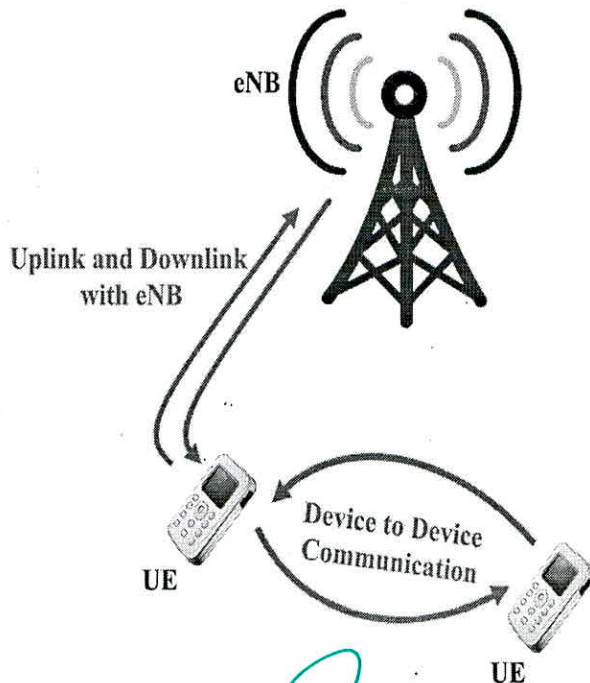 eNB
Uplink and Downlink
with eNB
Device to Device
Communication
UE
UE